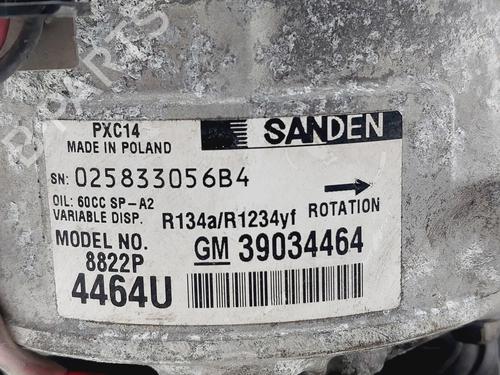 PXC14
MADE IN POLAND
SANDEN
SN: 025833056B4
OIL: 60CC SP-A2
VARIABLE DISP.
R134a/R1234yf
ROTATION
MODEL NO.
8822P
4464U
GM 39034464
B-PARTS